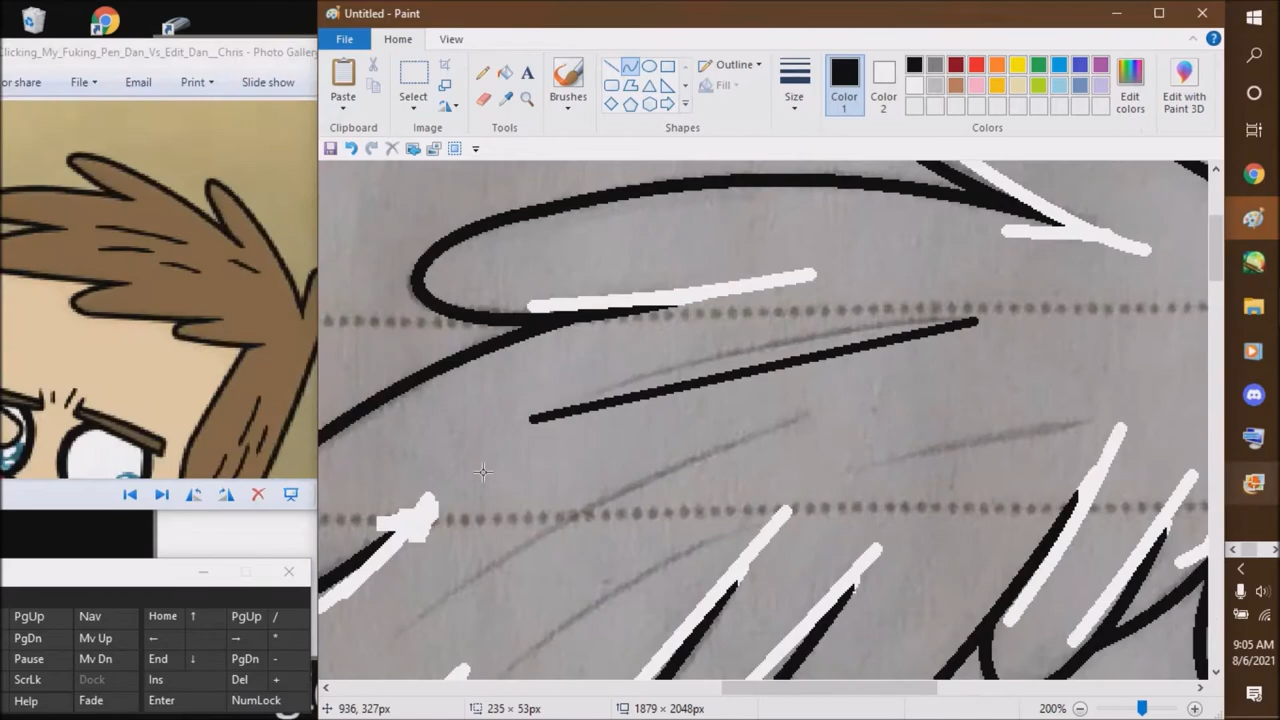 Untitled - Paint
Clicking_My_Fuking_Pen_Dan_Vs_Edit_Dan__Chris - Photo Galler
or share File Email Print Slide show
File Home View
Paste
Select
Brushes
Outline
Fill
Size
Color 1
Color 2
Edit colors
Edit with Paint 3D
Clipboard Image Tools Shapes Colors
PgUp Nav Home ↑ PgUp /
PgDn Mv Up ← → *
Pause Mv Dn End ↓ PgDn -
ScrLk Dock Ins Del +
Help Fade Enter NumLock
936, 327px 235 × 53px 1879 × 2048px 200%
9:05 AM
8/6/2021